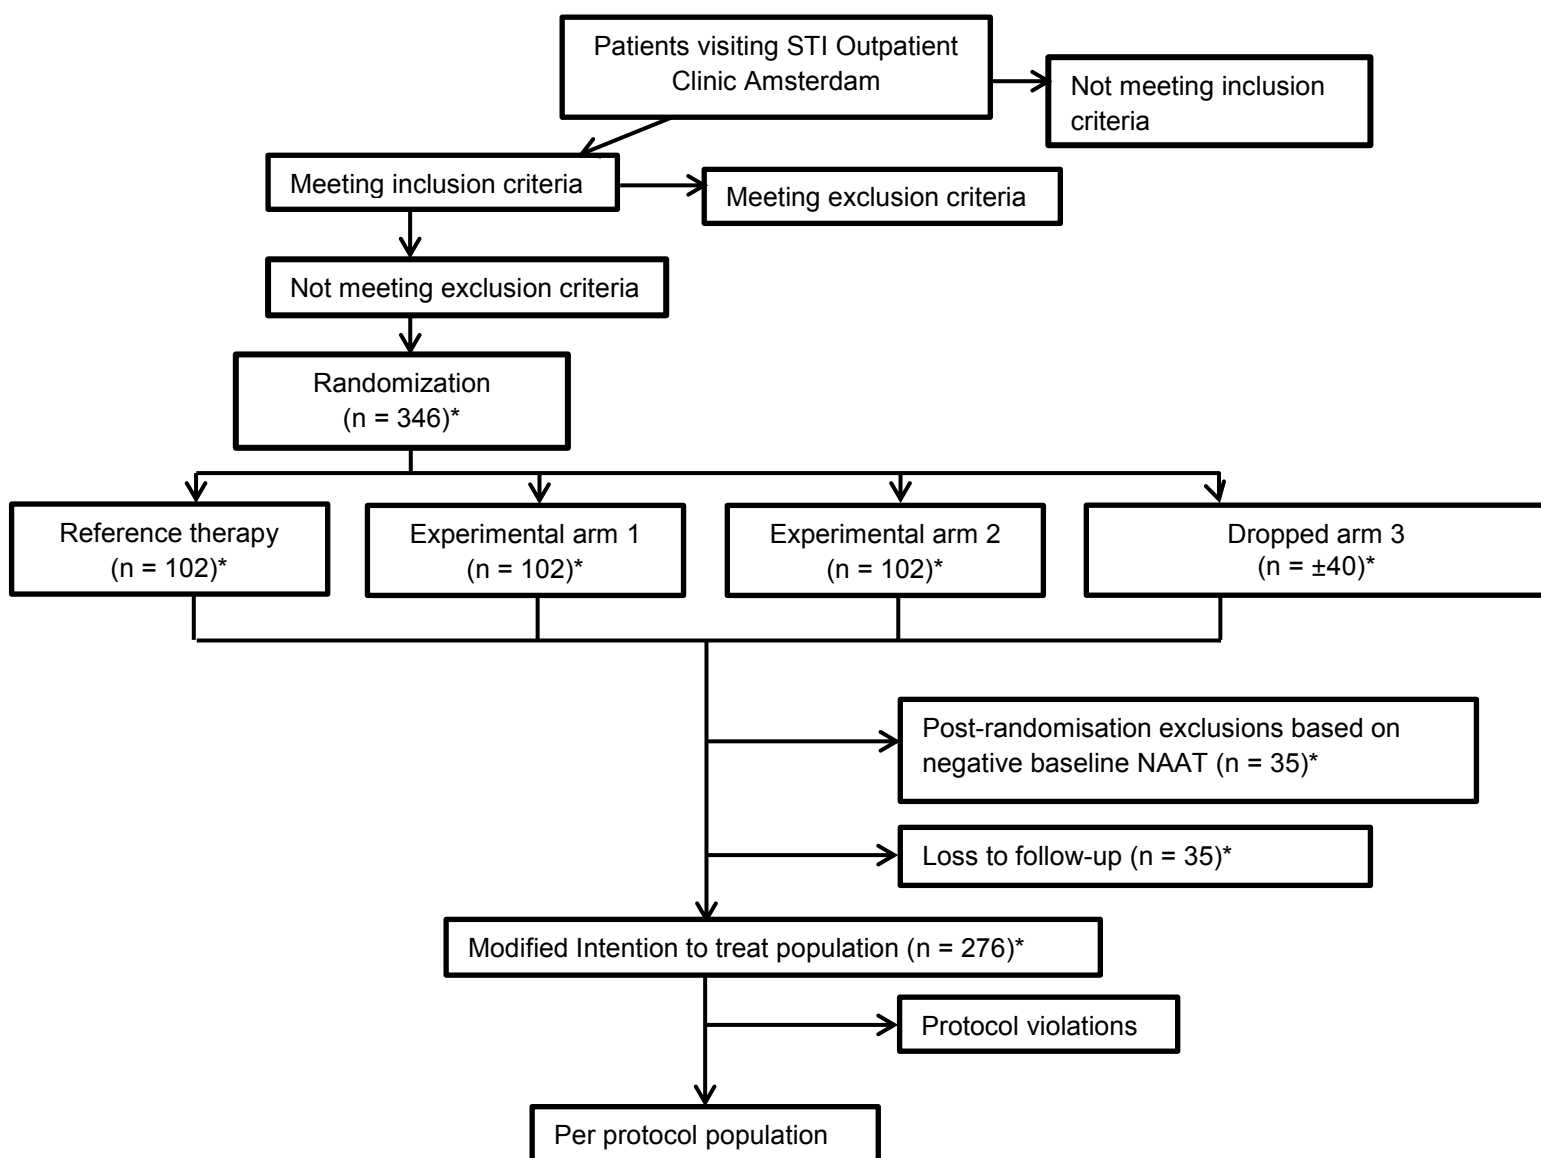 Patients visiting STI Outpatient
Clinic Amsterdam
Not meeting inclusion
criteria
Meeting inclusion criteria
Meeting exclusion criteria
Not meeting exclusion criteria
Randomization
(n = 346)*
Reference therapy
(n = 102)*
Experimental arm 1
(n = 102)*
Experimental arm 2
(n = 102)*
Dropped arm 3
(n = ±40)*
Post-randomisation exclusions based on
negative baseline NAAT (n = 35)*
Loss to follow-up (n = 35)*
Modified Intention to treat population (n = 276)*
Protocol violations
Per protocol population